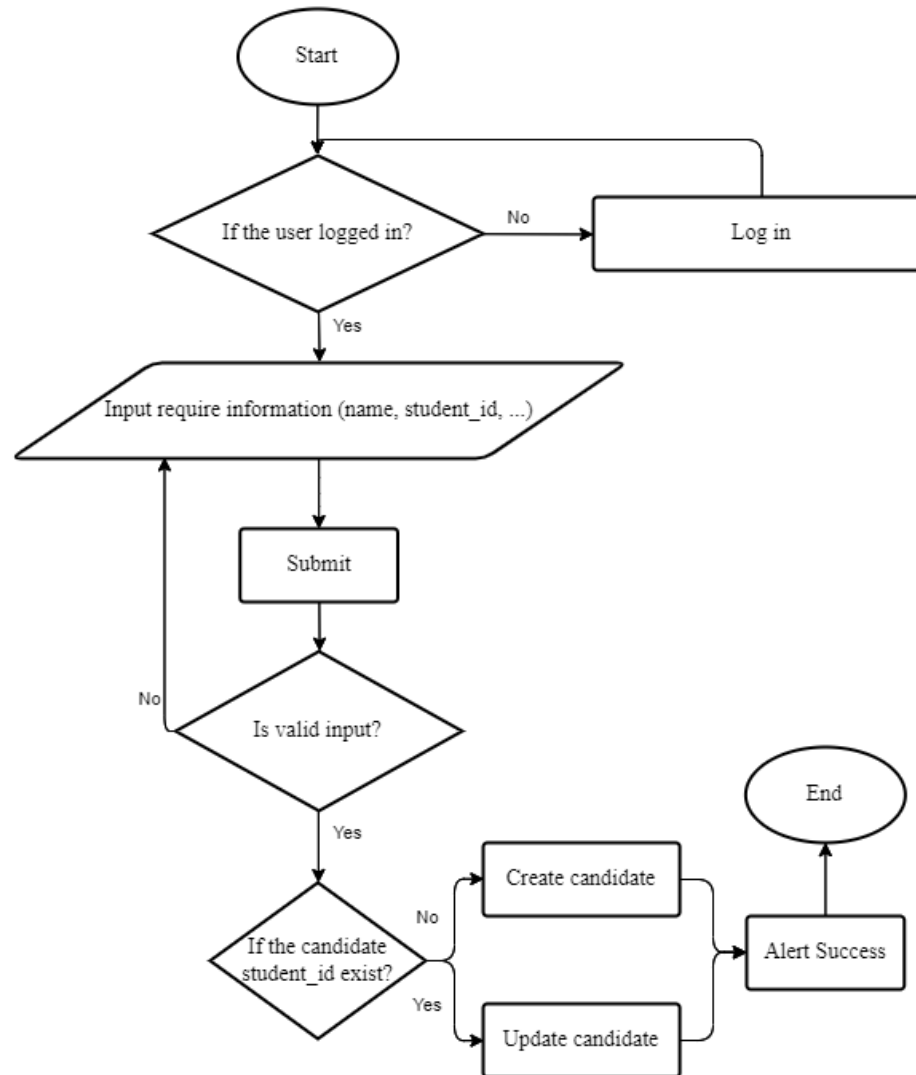 Start
If the user logged in?
No
Log in
Yes
Input require information (name, student_id, ...)
Submit
No
Is valid input?
Yes
End
No
Create candidate
If the candidate
student_id exist?
Alert Success
Yes
Update candidate